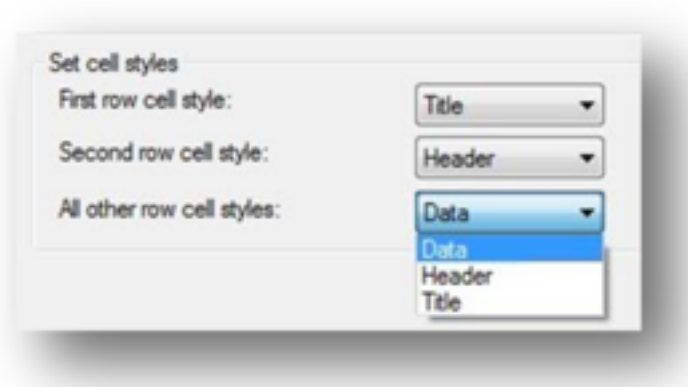 Set cell styles
First row cell style: Title
Second row cell style: Header
All other row cell styles: Data
Data
Header
Title